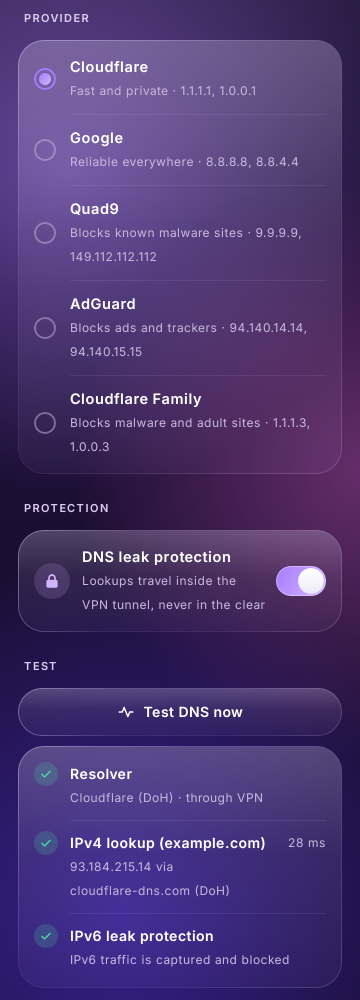 PROVIDER
Cloudflare
Fast and private · 1.1.1.1, 1.0.0.1
Google
Reliable everywhere · 8.8.8.8, 8.8.4.4
Quad9
Blocks known malware sites · 9.9.9.9,
149.112.112.112
AdGuard
Blocks ads and trackers · 94.140.14.14,
94.140.15.15
Cloudflare Family
Blocks malware and adult sites · 1.1.1.3,
1.0.0.3
PROTECTION
DNS leak protection
Lookups travel inside the
VPN tunnel, never in the clear
TEST
Test DNS now
Resolver
Cloudflare (DoH) · through VPN
IPv4 lookup (example.com) 28 ms
93.184.215.14 via
cloudflare-dns.com (DoH)
IPv6 leak protection
IPv6 traffic is captured and blocked